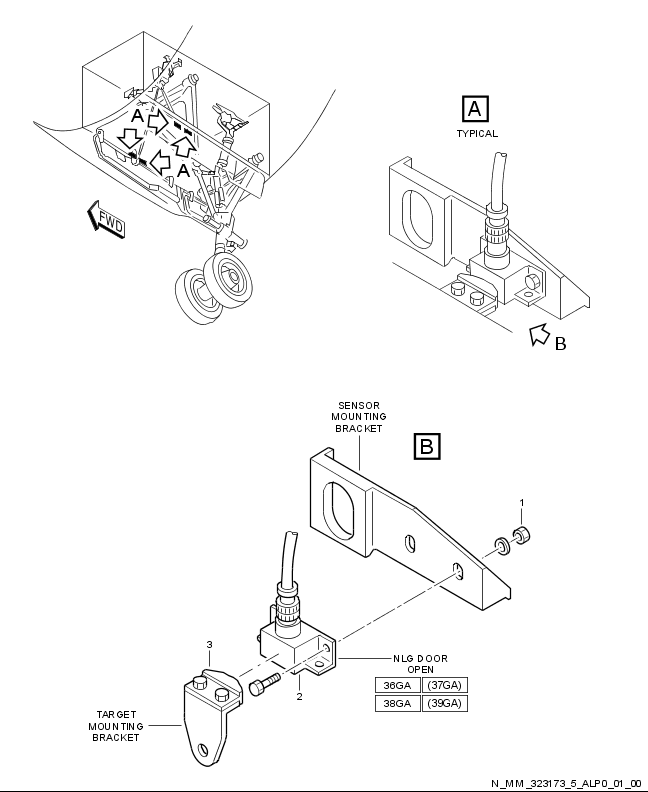 A
A
FWD
A
TYPICAL
B
SENSOR
MOUNTING
BRACKET
B
1
3
2
NLG DOOR
OPEN
36GA (37GA)
38GA (39GA)
TARGET
MOUNTING
BRACKET
N_MM_323173_5_ALP0_01_00